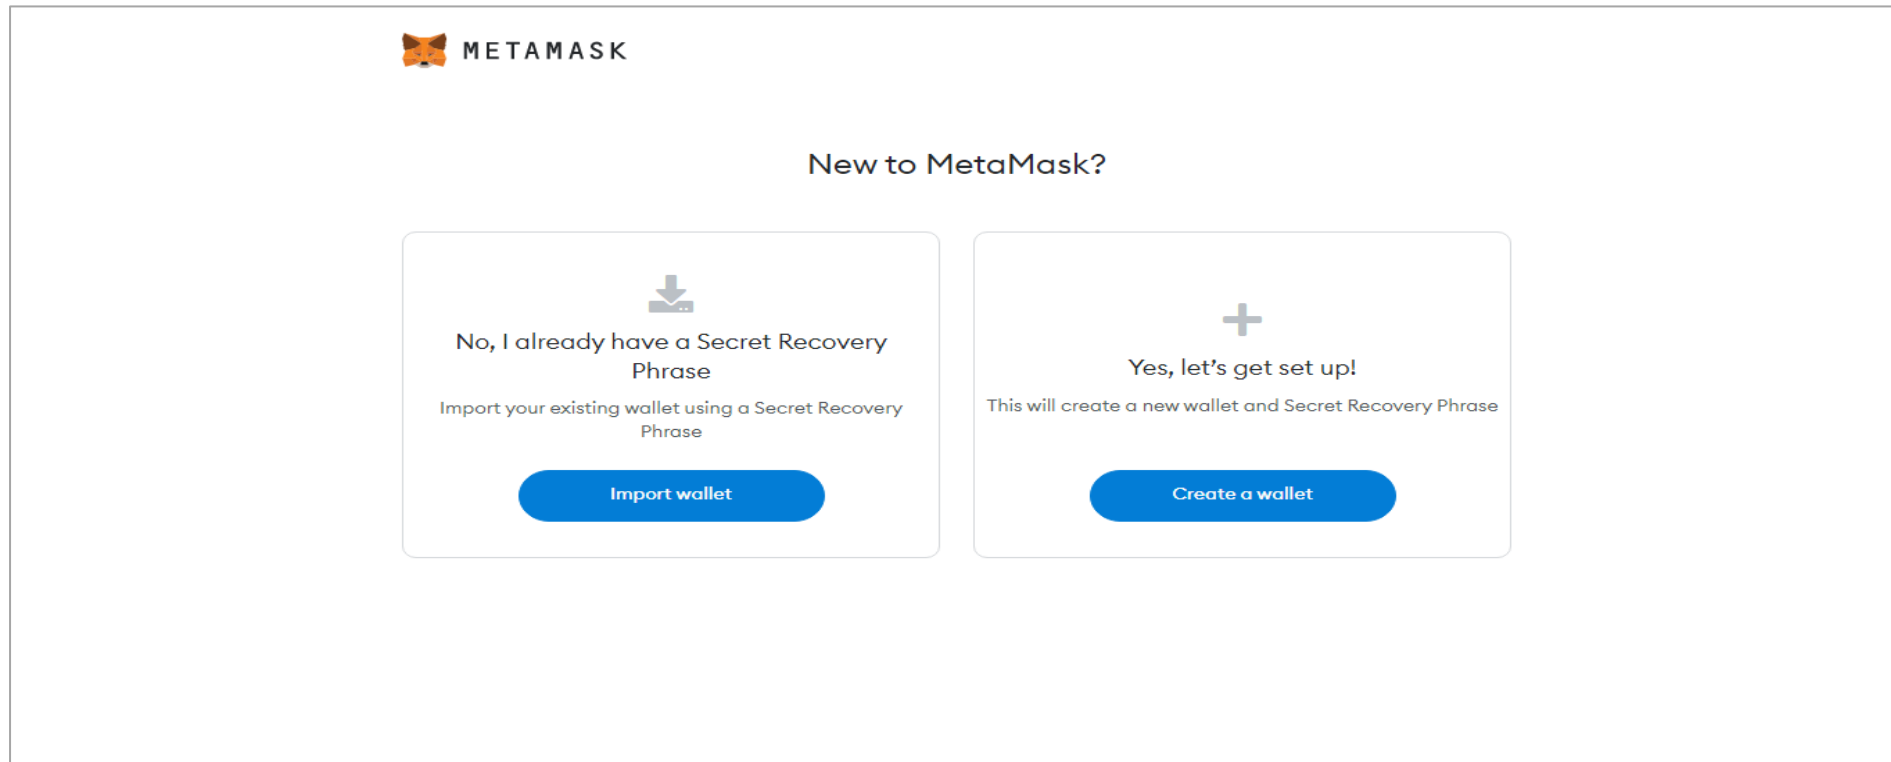 METAMASK
New to MetaMask?
No, I already have a Secret Recovery
Phrase
Import your existing wallet using a Secret Recovery
Phrase
Import wallet
Yes, let’s get set up!
This will create a new wallet and Secret Recovery Phrase
Create a wallet